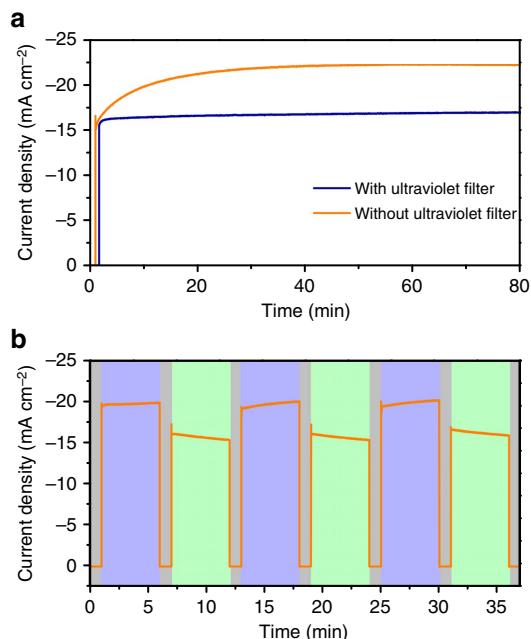 a
Current density (mA cm⁻²)
−25
−20
−15
−10
−5
0
0 20 40 60 80
Time (min)
With ultraviolet filter
Without ultraviolet filter
b
Current density (mA cm⁻²)
−25
−20
−15
−10
−5
0
0 5 10 15 20 25 30 35
Time (min)